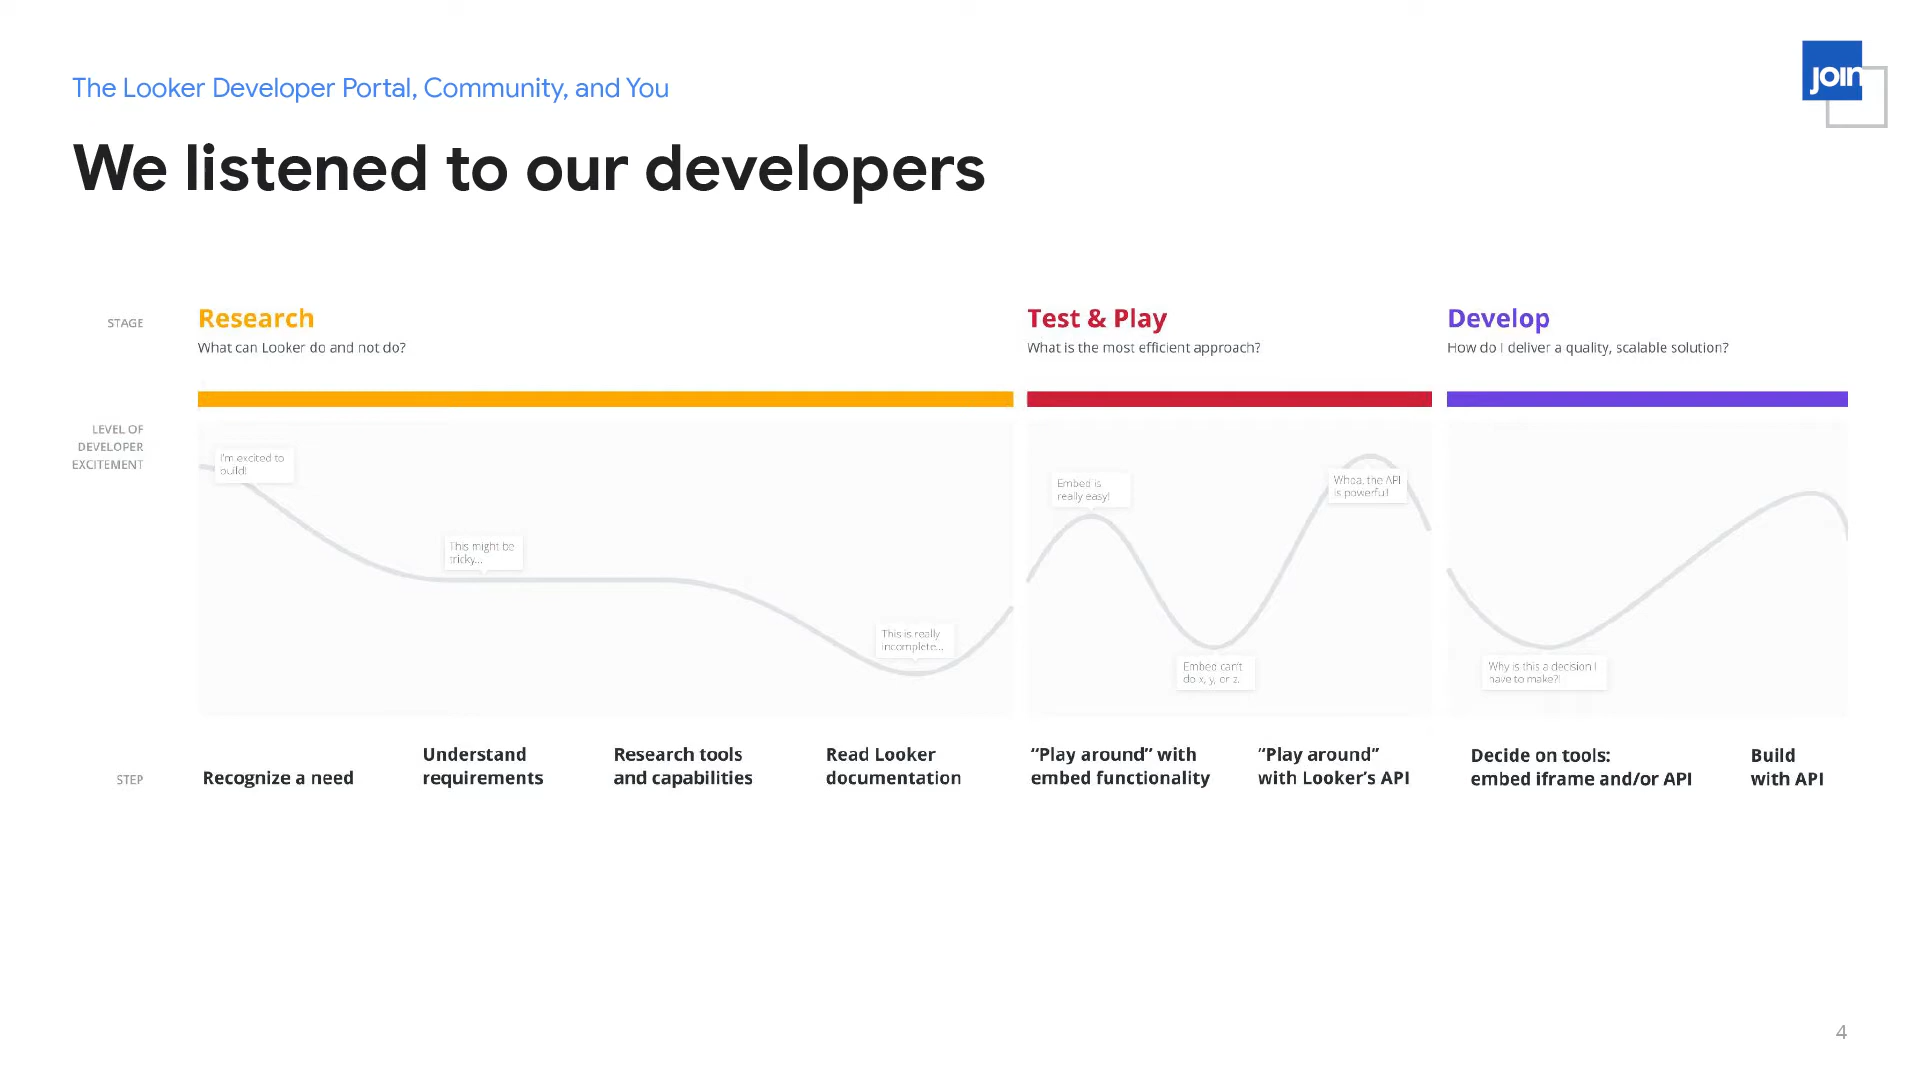 The Looker Developer Portal, Community, and You
join
We listened to our developers
STAGE
Research
What can Looker do and not do?
Test & Play
What is the most efficient approach?
Develop
How do I deliver a quality, scalable solution?
LEVEL OF
DEVELOPER
EXCITEMENT
I'm excited to
build!
This might be
tricky...
This is really
incomplete...
Embed is
really easy!
Embed can't
do x, y, or z.
Whoa, the API
is powerful!
Why is this a decision I
have to make?!
STEP
Recognize a need
Understand
requirements
Research tools
and capabilities
Read Looker
documentation
“Play around” with
embed functionality
“Play around”
with Looker’s API
Decide on tools:
embed iframe and/or API
Build
with API
4